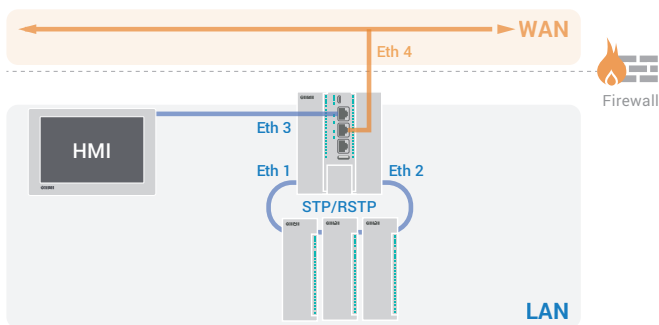 WAN
Eth 4
Firewall
Eth 3
HMI
Eth 1
Eth 2
STP/RSTP
LAN